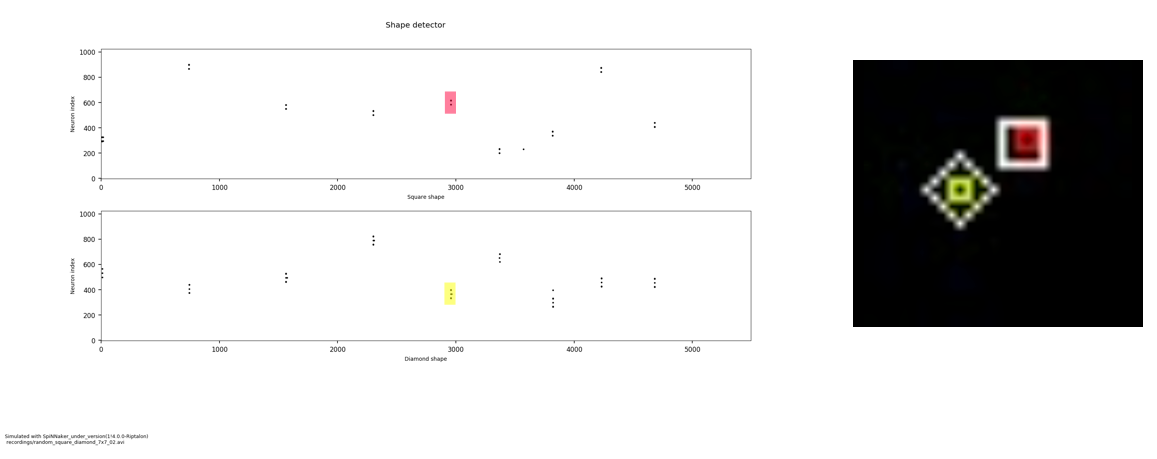 Shape detector
1000
800
600
400
200
0
Neuron index
0 1000 2000 3000 4000 5000
Square shape
1000
800
600
400
200
0
Neuron index
0 1000 2000 3000 4000 5000
Diamond shape
Simulated with SpiNNaker_under_version(1!4.0.0-Riptalon)
recordings/random_square_diamond_7x7_02.avi